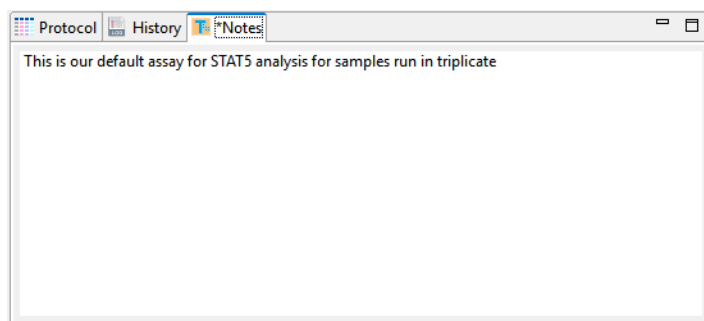 Protocol History *Notes
This is our default assay for STAT5 analysis for samples run in triplicate